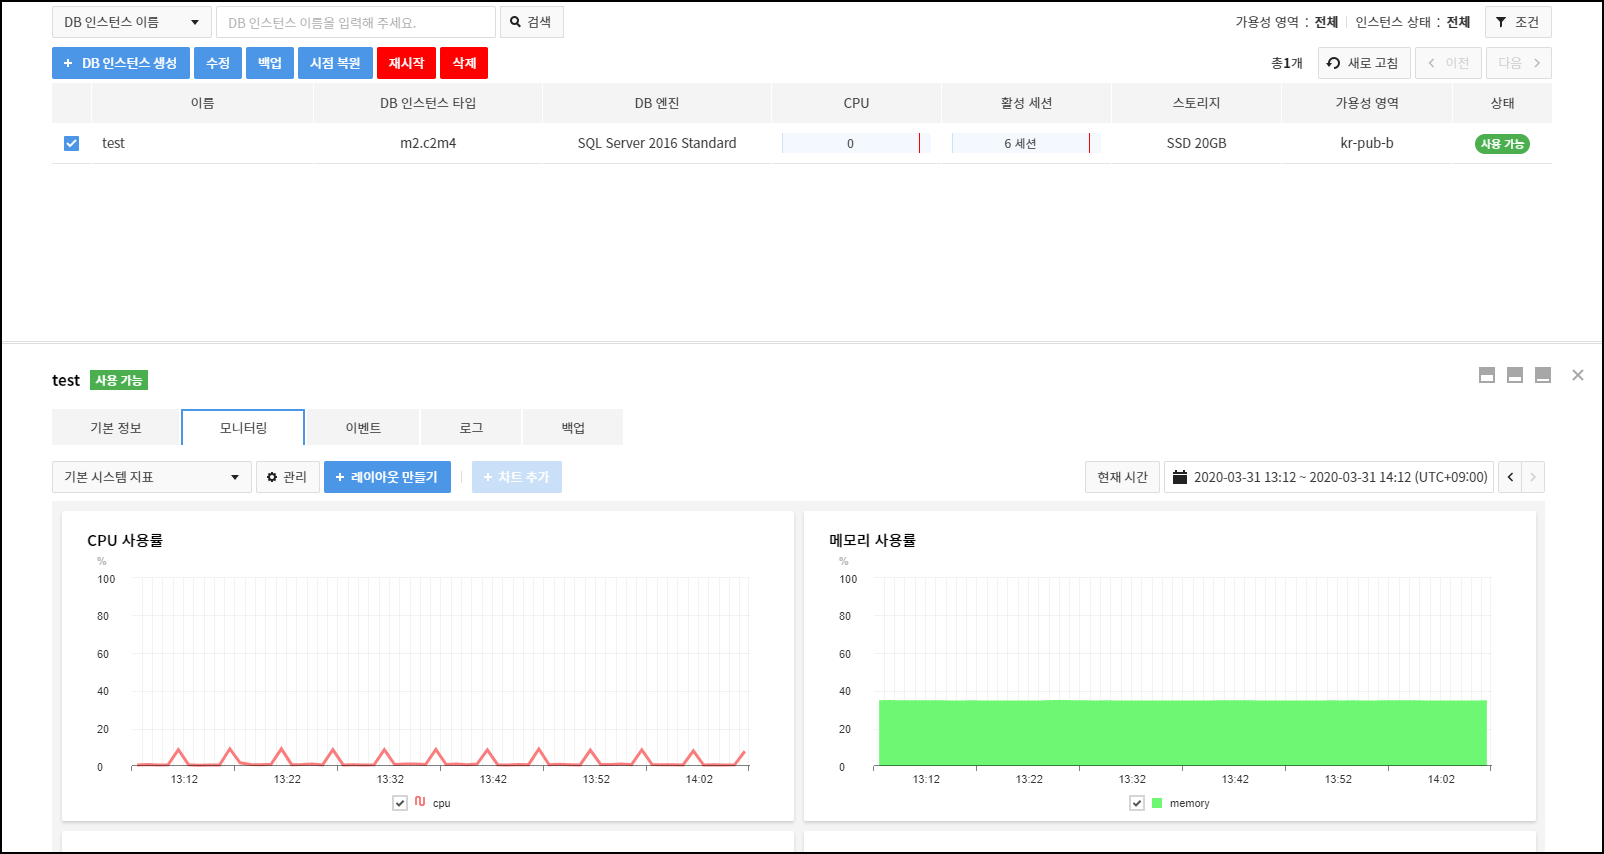 DB 인스턴스 이름 DB 인스턴스 이름을 입력해 주세요. 검색 가용성 영역 : 전체 인스턴스 상태 : 전체 조건
+ DB 인스턴스 생성 수정 백업 시점 복원 재시작 삭제 총1개 새로 고침 이전 다음
이름 DB 인스턴스 타입 DB 엔진 CPU 활성 세션 스토리지 가용성 영역 상태
test m2.c2m4 SQL Server 2016 Standard 0 6 세션 SSD 20GB kr-pub-b 사용 가능
test 사용 가능
기본 정보 모니터링 이벤트 로그 백업
기본 시스템 지표 관리 + 레이아웃 만들기 + 차트 추가 현재 시간 2020-03-31 13:12 ~ 2020-03-31 14:12 (UTC+09:00)
CPU 사용률
%
100
80
60
40
20
0
13:12 13:22 13:32 13:42 13:52 14:02
cpu
메모리 사용률
%
100
80
60
40
20
0
13:12 13:22 13:32 13:42 13:52 14:02
memory